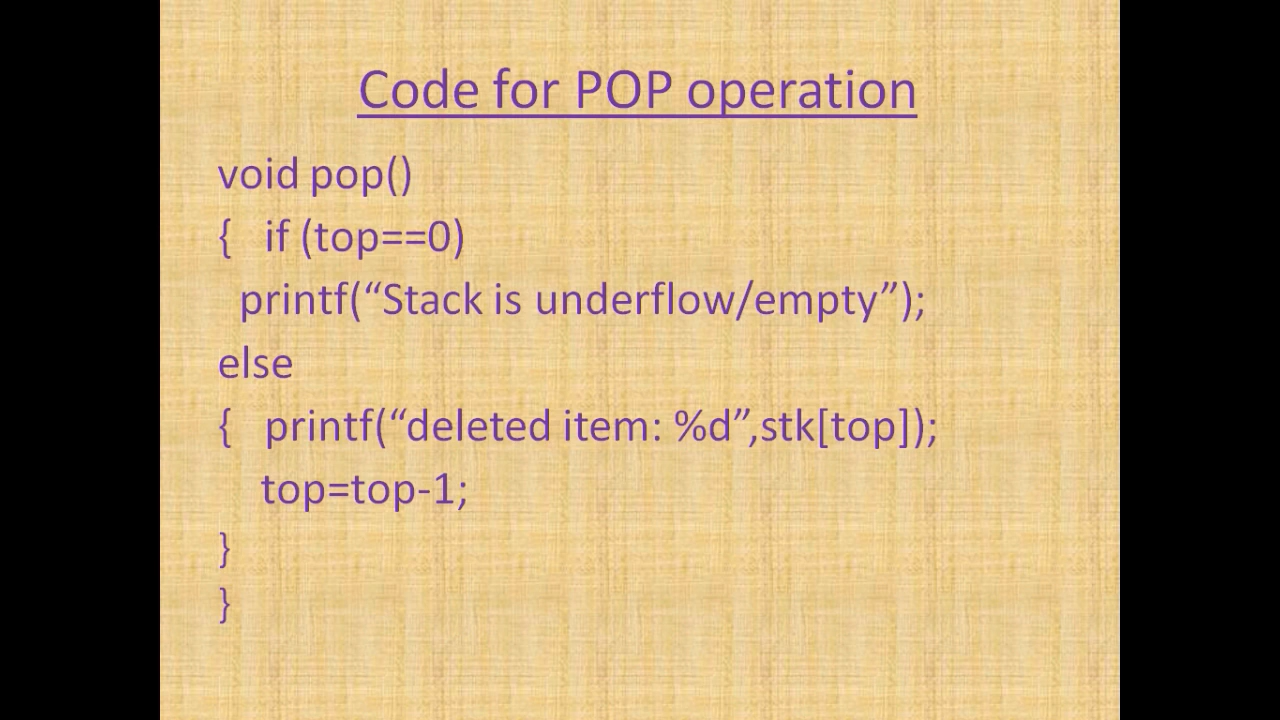 Code for POP operation
void pop()
{ if (top==0)
printf(“Stack is underflow/empty”);
else
{ printf(“deleted item: %d”,stk[top]);
top=top-1;
}
}